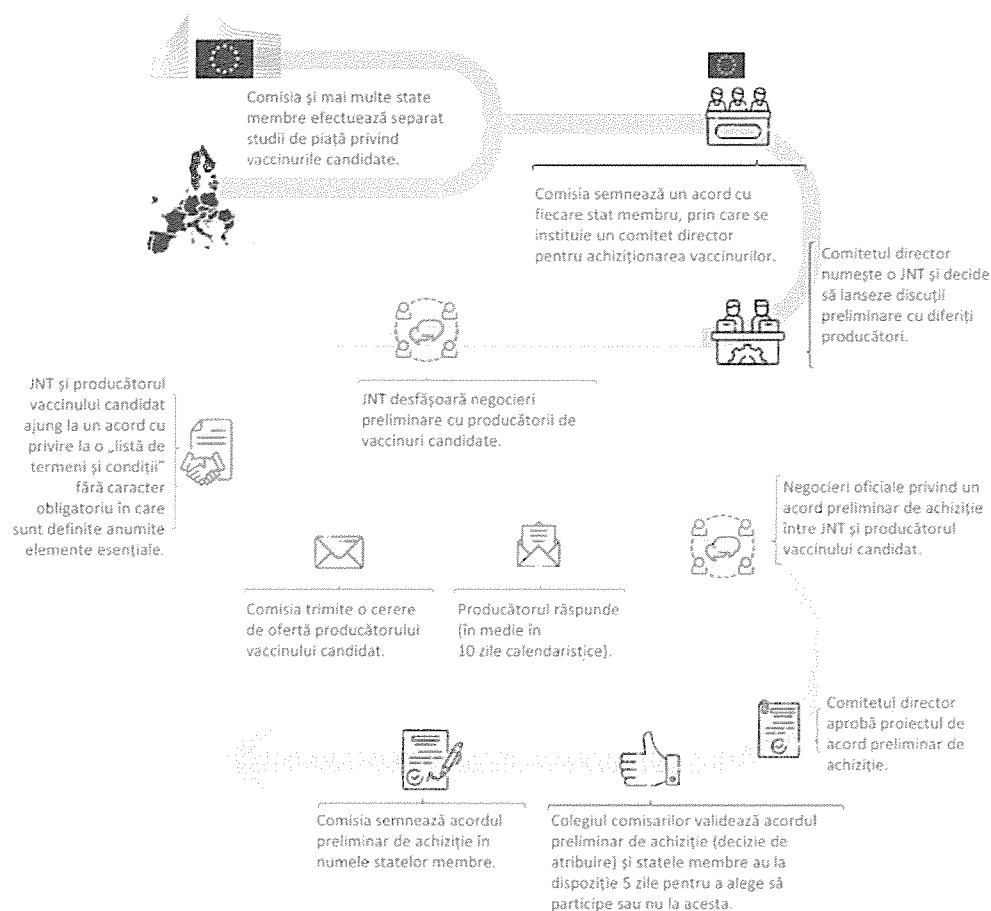 Comisia și mai multe state
membre efectuează separat
studii de piață privind
vaccinurile candidate.
Comisia semnează un acord cu
fiecare stat membru, prin care se
instituie un comitet director
pentru achiziționarea vaccinurilor.
Comitetul director
numește o JNT și decide
să lanseze discuții
preliminare cu diferiți
producători.
JNT desfășoară negocieri
preliminare cu producătorii de
vaccinuri candidate.
JNT și producătorul
vaccinului candidat
ajung la un acord cu
privire la o „listă de
termeni și condiții”
fără caracter
obligatoriu în care
sunt definite anumite
elemente esențiale.
Comisia trimite o cerere
de ofertă producătorului
vaccinului candidat.
Producătorul răspunde
(în medie în
10 zile calendaristice).
Negocieri oficiale privind un
acord preliminar de achiziție
între JNT și producătorul
vaccinului candidat.
Comitetul director
aprobă proiectul de
acord preliminar de
achiziție.
Colegiul comisarilor validează acordul
preliminar de achiziție (decizie de
atribuire) și statele membre au la
dispoziție 5 zile pentru a alege să
participe sau nu la acesta.
Comisia semnează acordul
preliminar de achiziție în
numele statelor membre.